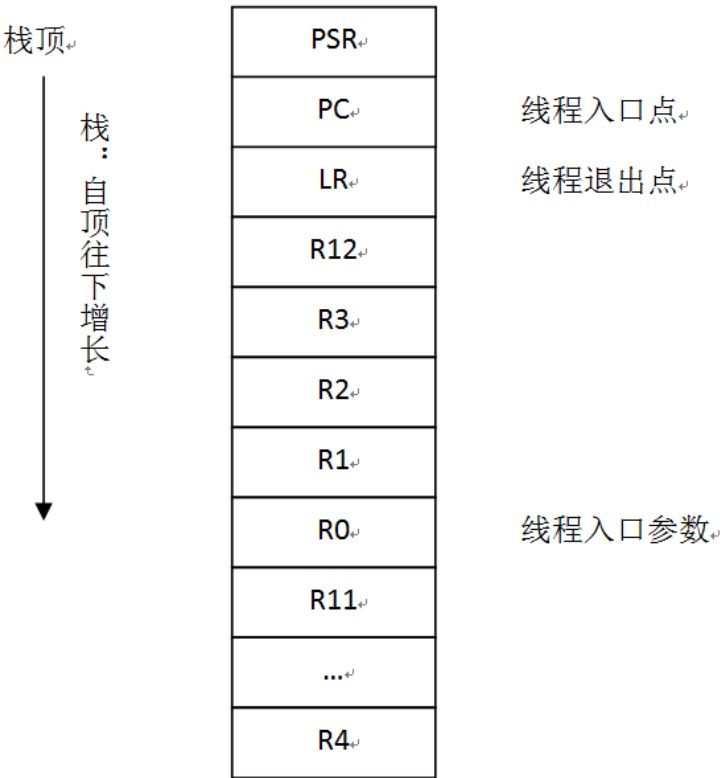 栈顶
栈：自顶往下增长
PSR
PC
线程入口点
LR
线程退出点
R12
R3
R2
R1
R0
线程入口参数
R11
...
R4